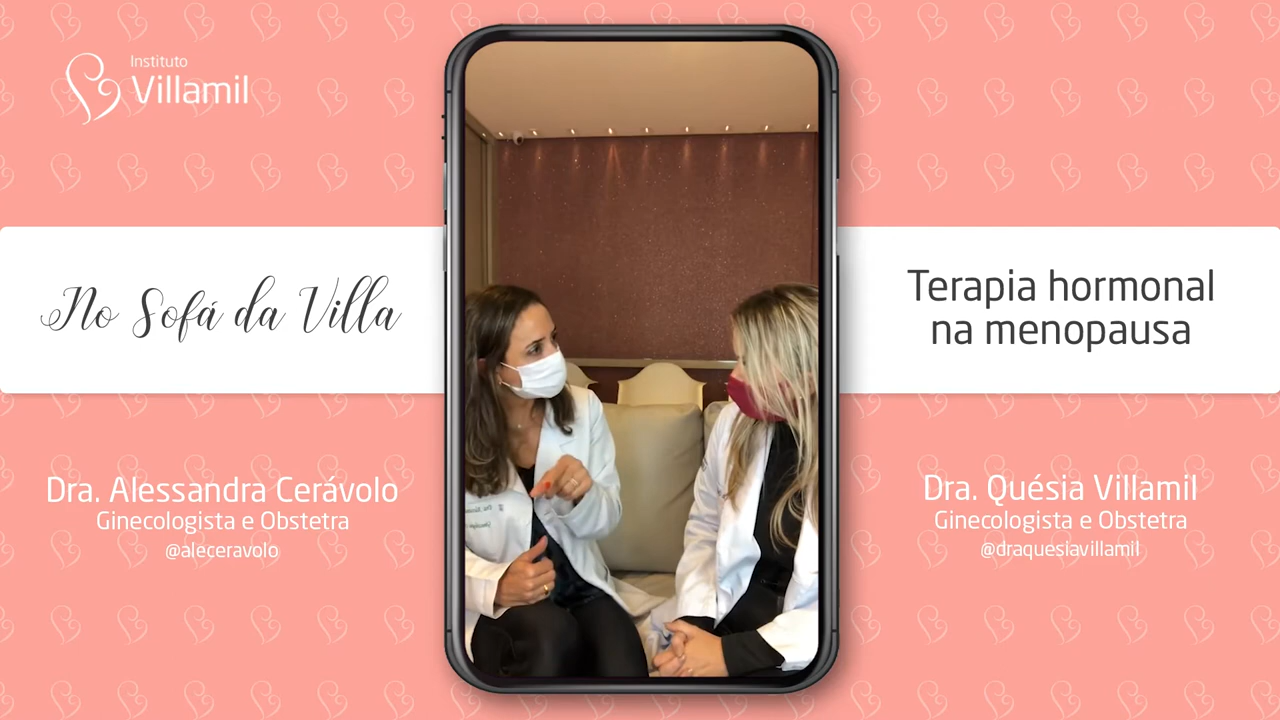 Instituto
Villamil
No Sofá da Villa
Terapia hormonal
na menopausa
Dra. Alessandra Cerávolo
Ginecologista e Obstetra
@aleceravolo
Dra. Quésia Villamil
Ginecologista e Obstetra
@draquesiavillamil